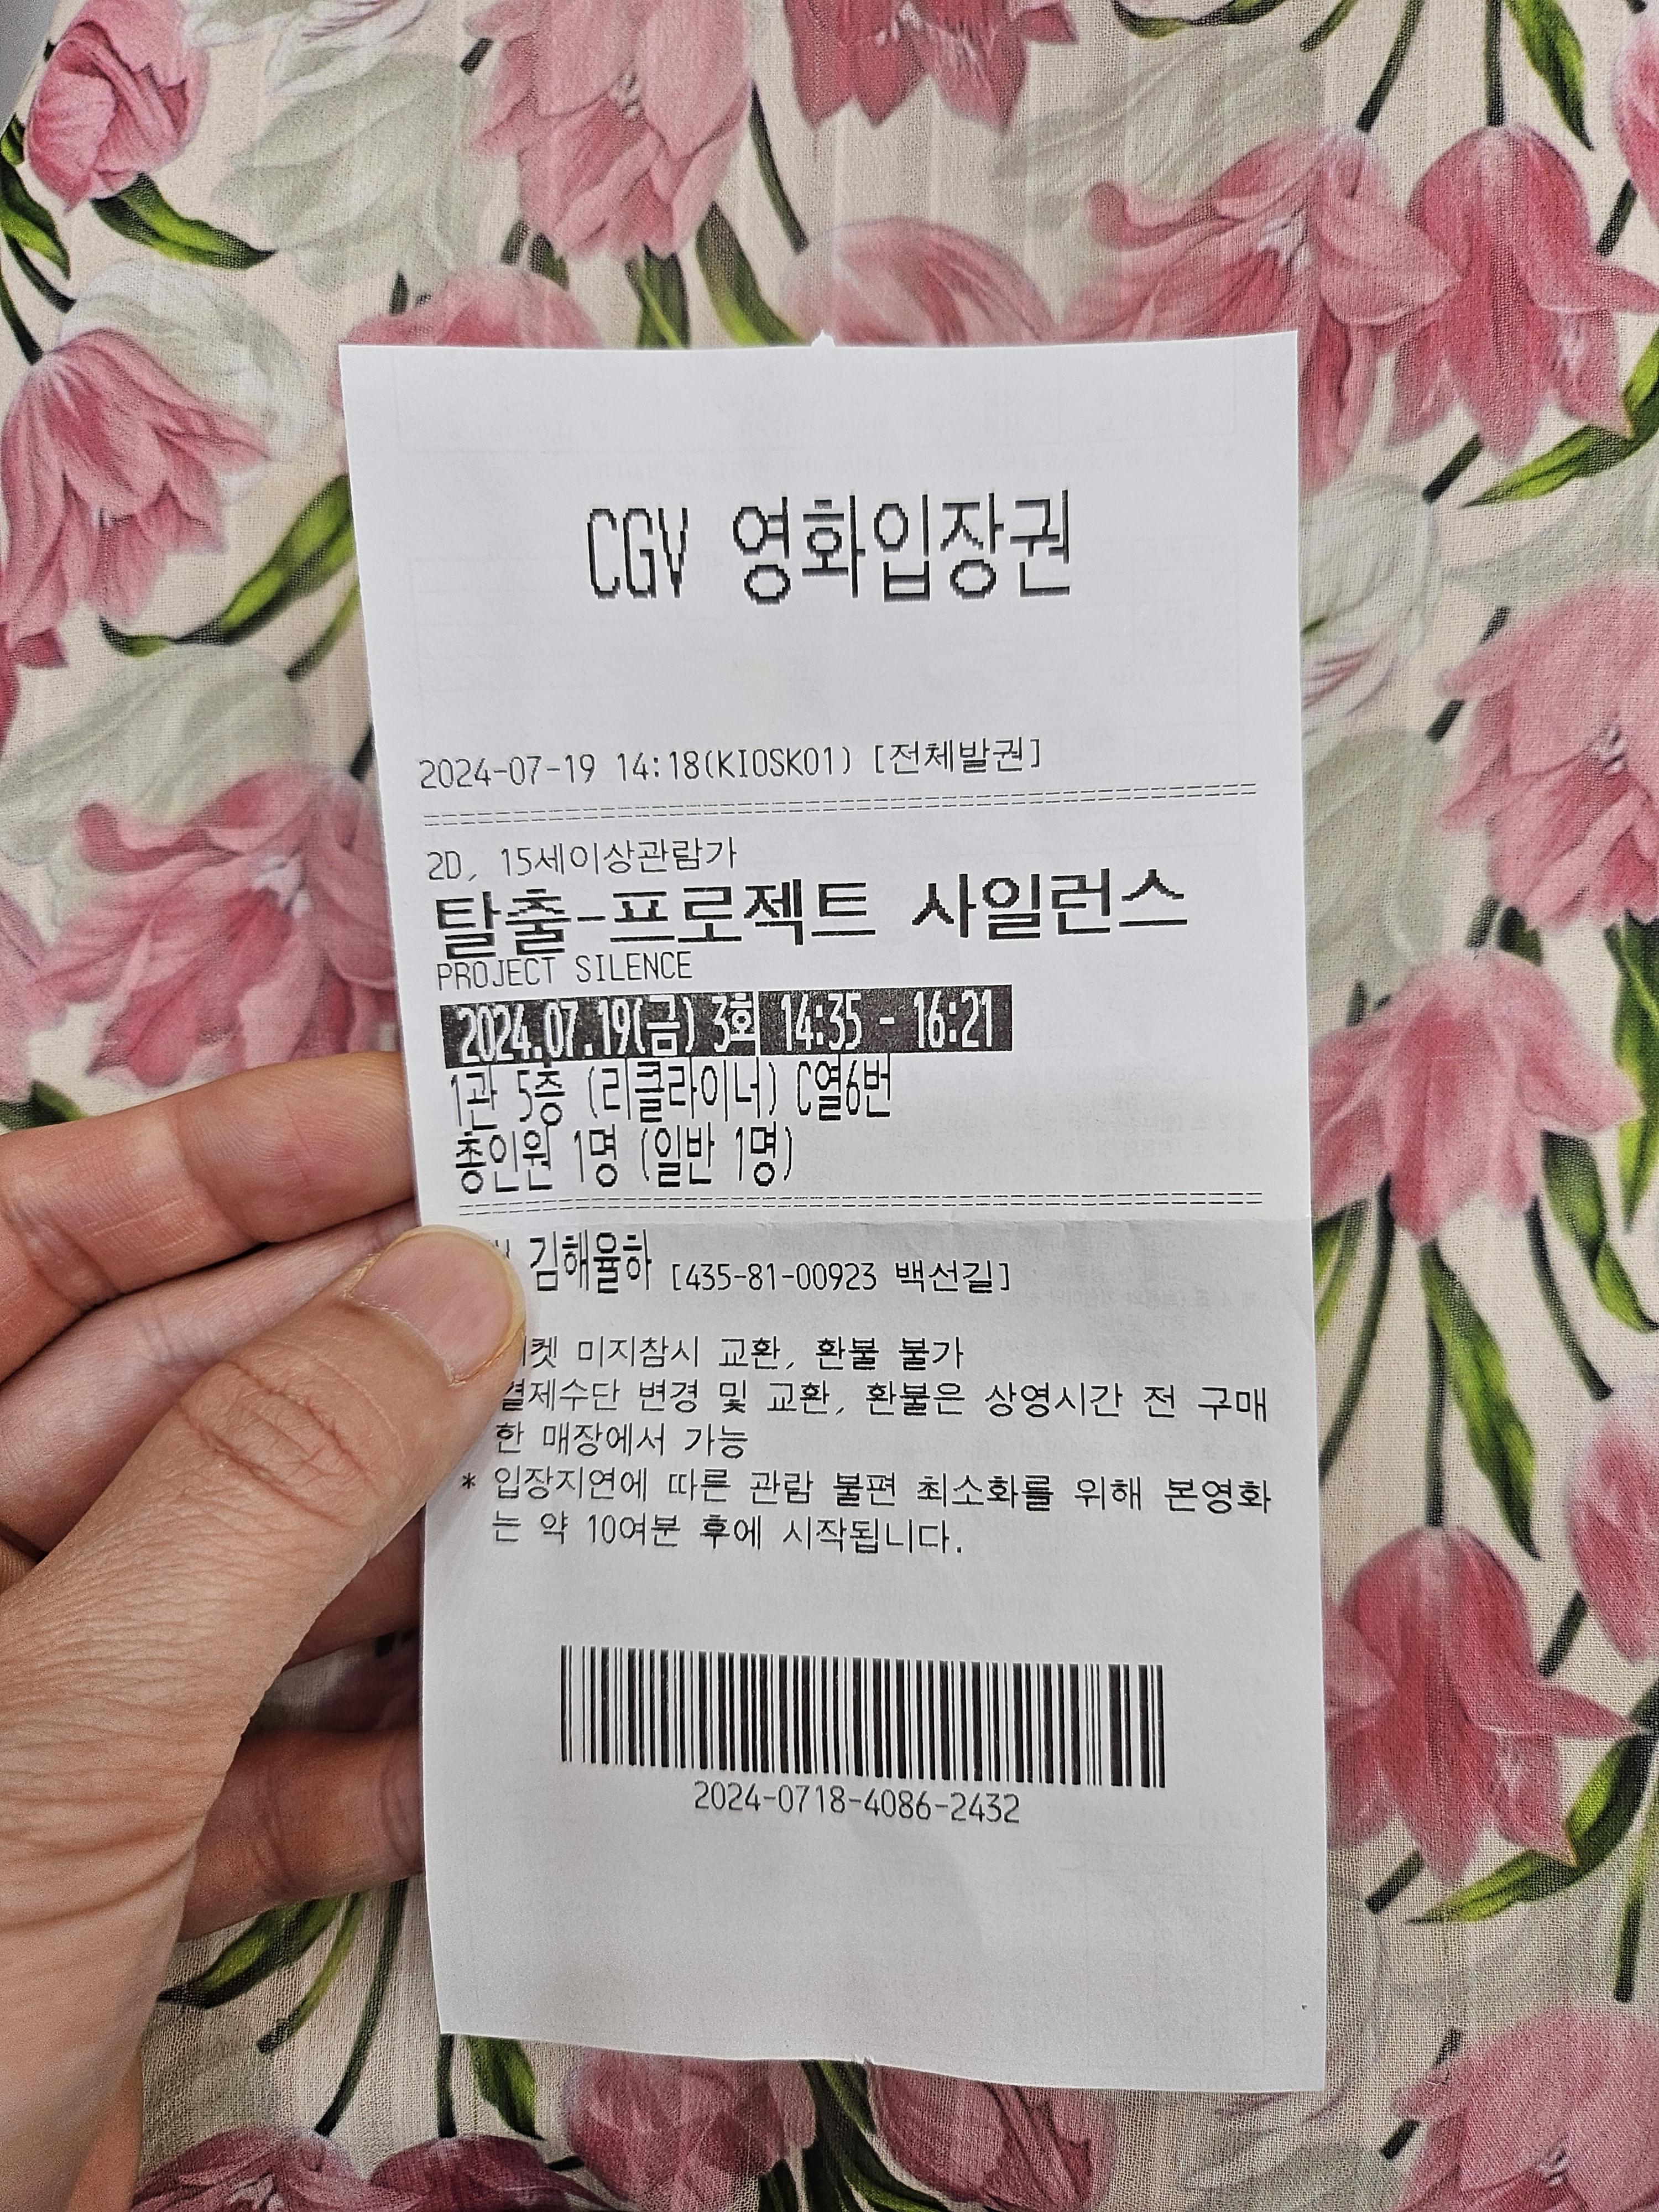 CGV 영화입장권
2024-07-19 14:18(KIOSK01) [전체발권]
2D, 15세이상관람가
탈출-프로젝트 사일런스
PROJECT SILENCE
2024.07.19(금) 3회 14:35 - 16:21
1관 5층 (리클라이너) C열6번
총인원 1명 (일반 1명)
김해율하 [435-81-00923 백선길]
미지참시 교환, 환불 불가
결제수단 변경 및 교환, 환불은 상영시간 전 구매
한 매장에서 가능
* 입장지연에 따른 관람 불편 최소화를 위해 본영화
는 약 10여분 후에 시작됩니다.
2024-0718-4086-2432